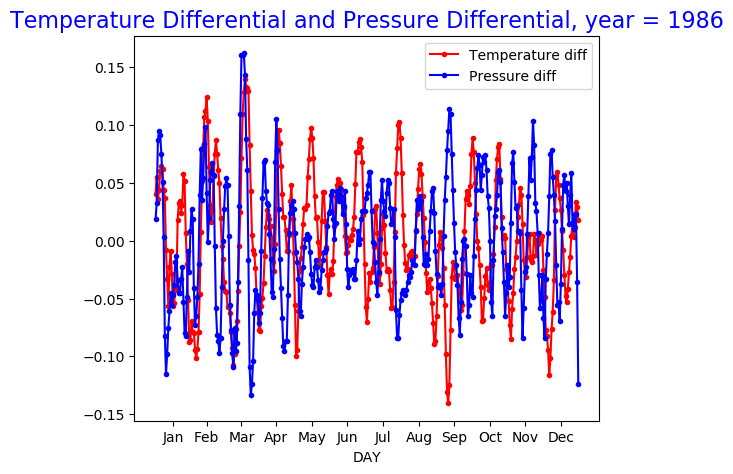 Temperature Differential and Pressure Differential, year = 1986
Temperature diff
Pressure diff
0.15
0.10
0.05
0.00
−0.05
−0.10
−0.15
Jan Feb Mar Apr May Jun Jul Aug Sep Oct Nov Dec
DAY